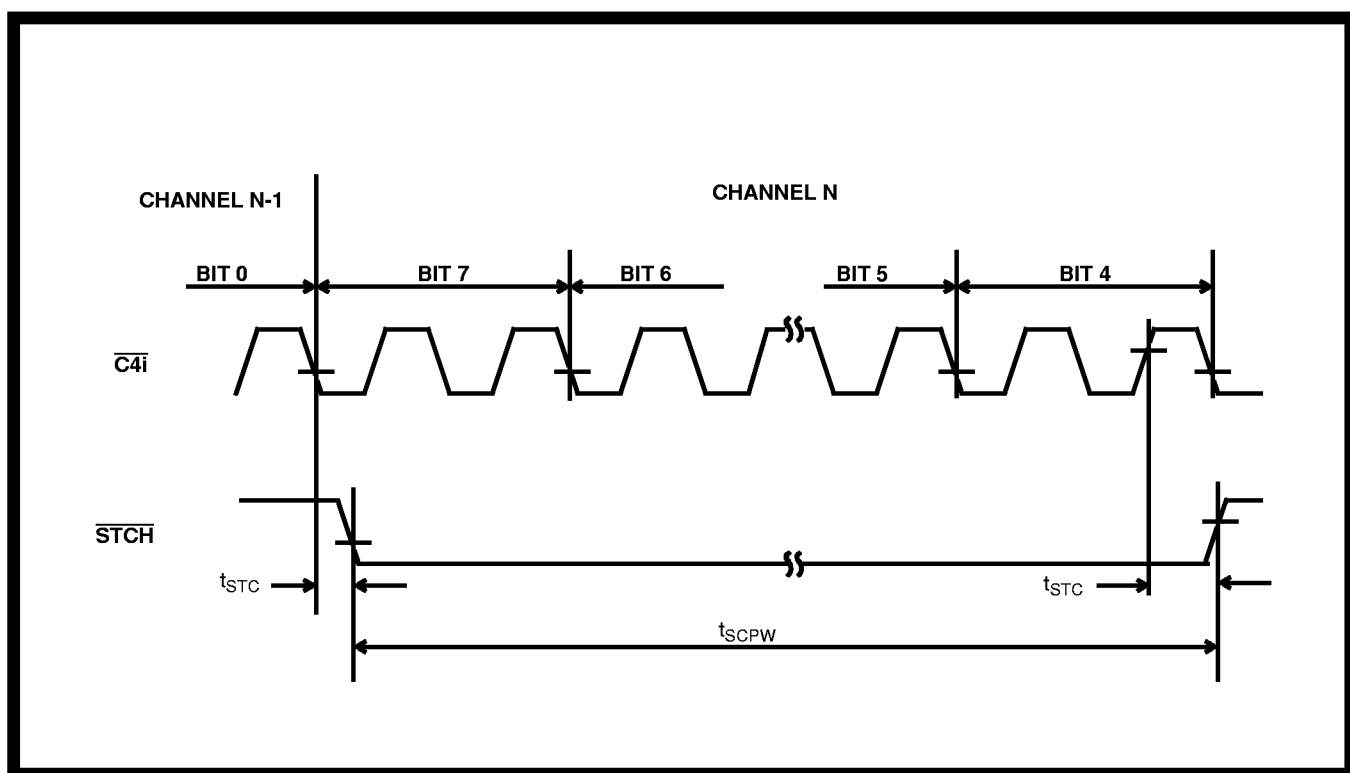 CHANNEL N-1
CHANNEL N
BIT 0
BIT 7
BIT 6
BIT 5
BIT 4
C4i
STCH
tSTC
tSTC
tSCPW